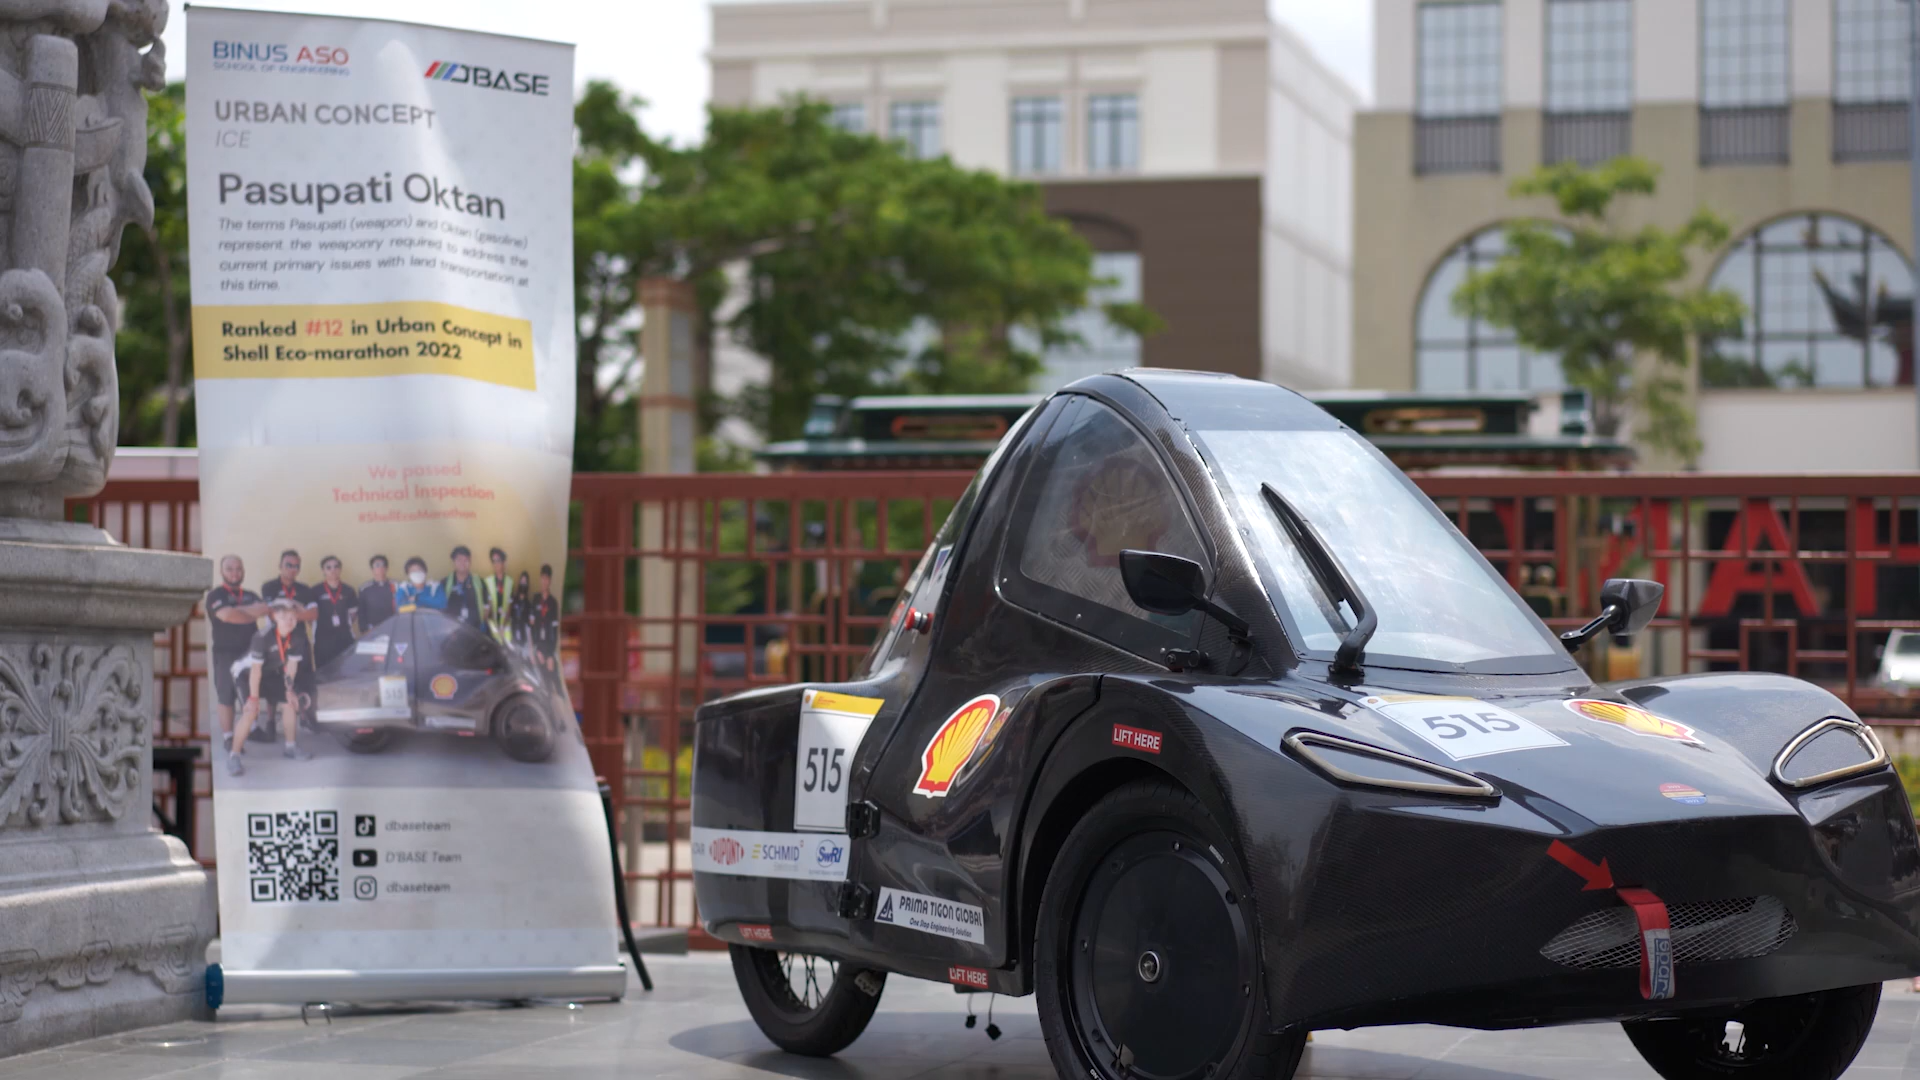 BINUS ASO
SCHOOL OF ENGINEERING
D'BASE
URBAN CONCEPT
ICE
Pasupati Oktan
The terms Pasupati (weapon) and Oktan (gasoline)
represent the weaponry required to address the
current primary issues with land transportation at
this time.
Ranked #12 in Urban Concept in
Shell Eco-marathon 2022
We passed
Technical Inspection
#ShellEcoMarathon
515
dbaseteam
D'BASE Team
dbaseteam
515
DUPONT
SCHMID
SwRI
PRIMA TIGON GLOBAL
One Stop Engineering Solution
LIFT HERE
LIFT HERE
LIFT HERE
515
sparco